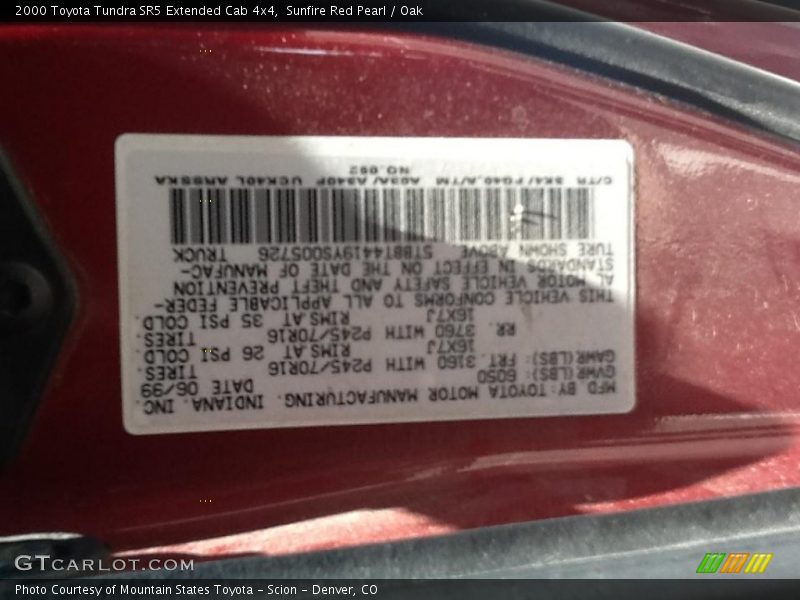 2000 Toyota Tundra SR5 Extended Cab 4x4,  Sunfire Red Pearl / Oak
MFD BY: TOYOTA MOTOR MANUFACTURING. INDIANA. INC.
GVWR(LBS): 6050 DATE 06/99
GAWR(LBS): FRT. 3160 WITH P245/70R16 TIRES.
16X7J RIMS AT 26 PSI COLD
RR. 3760 WITH P245/70R16 TIRES.
16X7J RIMS AT 35 PSI COLD.
THIS VEHICLE CONFORMS TO ALL APPLICABLE FEDER-
AL MOTOR VEHICLE SAFETY AND THEFT PREVENTION
STANDARDS IN EFFECT ON THE DATE OF MANUFAC-
TURE SHOWN ABOVE 5TBBT4419YS005726 TRUCK
C/TR 3K4/FG40,A/TM A03A/A340F UCK40L ARSSKA
NO.092
GTCARLOT.COM
Photo Courtesy of Mountain States Toyota - Scion - Denver, CO